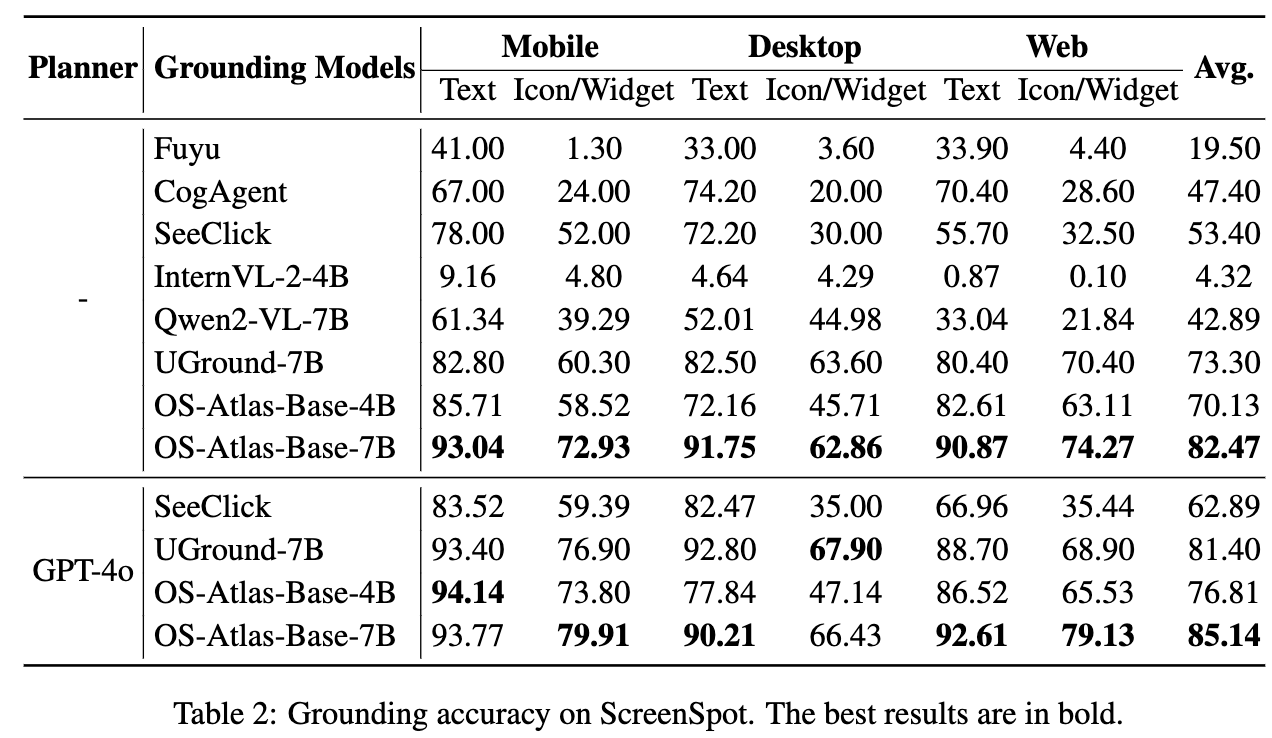 Planner Grounding Models Mobile Desktop Web Avg.
Text Icon/Widget Text Icon/Widget Text Icon/Widget
Fuyu 41.00 1.30 33.00 3.60 33.90 4.40 19.50
CogAgent 67.00 24.00 74.20 20.00 70.40 28.60 47.40
SeeClick 78.00 52.00 72.20 30.00 55.70 32.50 53.40
InternVL-2-4B 9.16 4.80 4.64 4.29 0.87 0.10 4.32
- Qwen2-VL-7B 61.34 39.29 52.01 44.98 33.04 21.84 42.89
UGround-7B 82.80 60.30 82.50 63.60 80.40 70.40 73.30
OS-Atlas-Base-4B 85.71 58.52 72.16 45.71 82.61 63.11 70.13
OS-Atlas-Base-7B 93.04 72.93 91.75 62.86 90.87 74.27 82.47
SeeClick 83.52 59.39 82.47 35.00 66.96 35.44 62.89
GPT-4o UGround-7B 93.40 76.90 92.80 67.90 88.70 68.90 81.40
OS-Atlas-Base-4B 94.14 73.80 77.84 47.14 86.52 65.53 76.81
OS-Atlas-Base-7B 93.77 79.91 90.21 66.43 92.61 79.13 85.14
Table 2: Grounding accuracy on ScreenSpot. The best results are in bold.